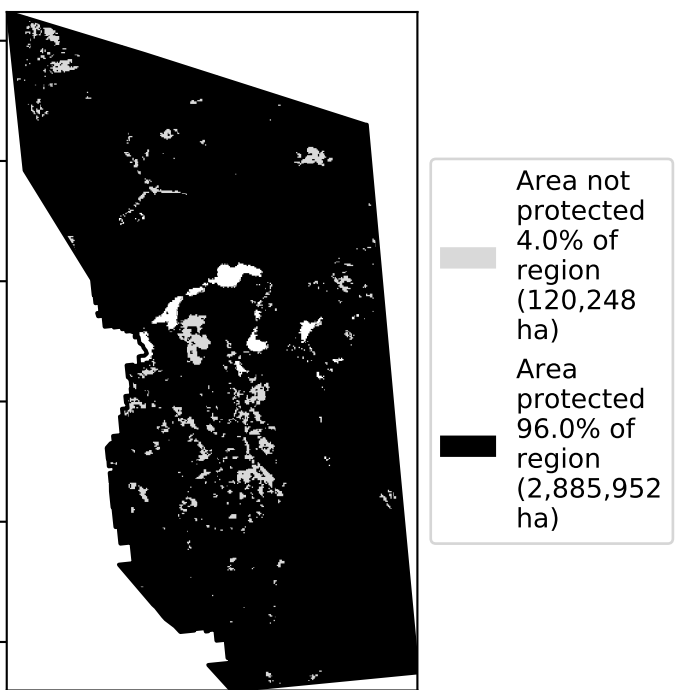 Area not
protected
4.0% of
region
(120,248
ha)
Area
protected
96.0% of
region
(2,885,952
ha)